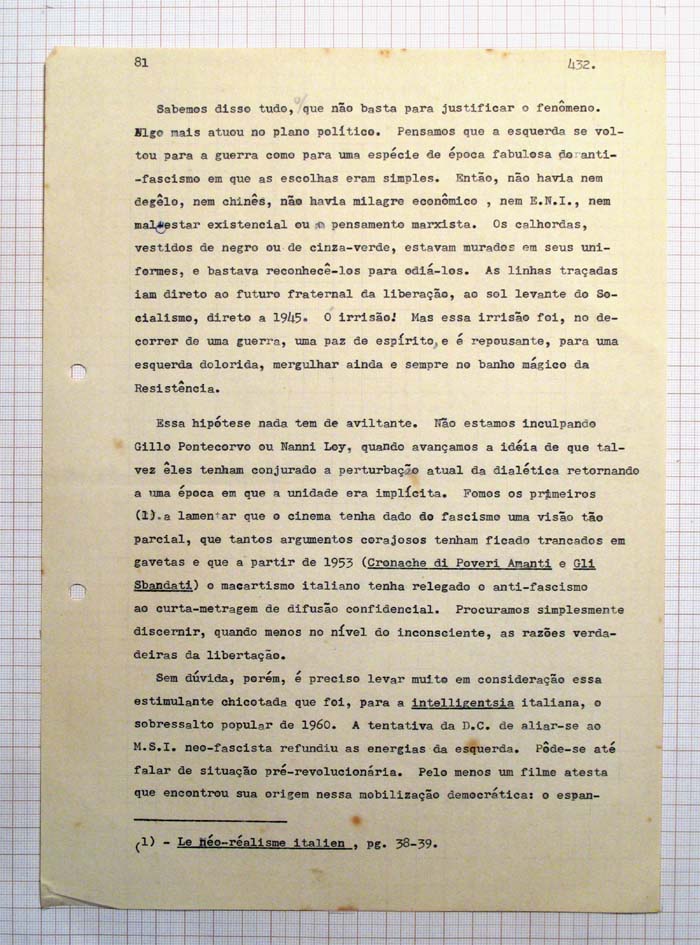 81
432.
Sabemos disso tudo, que não basta para justificar o fenômeno.
Algo mais atuou no plano político. Pensamos que a esquerda se vol-
tou para a guerra como para uma espécie de época fabulosa do anti-
-fascismo em que as escolhas eram simples. Então, não havia nem
degêlo, nem chinês, não havia milagre econômico , nem E.N.I., nem
mal-estar existencial ou o pensamento marxista. Os calhordas,
vestidos de negro ou de cinza-verde, estavam murados em seus uni-
formes, e bastava reconhecê-los para odiá-los. As linhas traçadas
iam direto ao futuro fraternal da liberação, ao sol levante do So-
cialismo, direto a 1945. O irrisão! Mas essa irrisão foi, no de-
correr de uma guerra, uma paz de espírito, e é repousante, para uma
esquerda dolorida, mergulhar ainda e sempre no banho mágico da
Resistência.
Essa hipótese nada tem de aviltante. Não estamos inculpando
Gillo Pontecorvo ou Nanni Loy, quando avançamos a idéia de que tal-
vez êles tenham conjurado a perturbação atual da dialética retornando
a uma época em que a unidade era implícita. Fomos os primeiros
(1).a lamentar que o cinema tenha dado do fascismo uma visão tão
parcial, que tantos argumentos corajosos tenham ficado trancados em
gavetas e que a partir de 1953 (Cronache di Poveri Amanti e Gli
Sbandati) o macartismo italiano tenha relegado o anti-fascismo
ao curta-metragem de difusão confidencial. Procuramos simplesmente
discernir, quando menos no nível do inconsciente, as razões verda-
deiras da libertação.
Sem dúvida, porém, é preciso levar muito em consideração essa
estimulante chicotada que foi, para a intelligentsia italiana, o
sobressalto popular de 1960. A tentativa da D.C. de aliar-se ao
M.S.I. neo-fascista refundiu as energias da esquerda. Pôde-se até
falar de situação pré-revolucionária. Pelo menos um filme atesta
que encontrou sua origem nessa mobilização democrática: o espan-
(1) - Le néo-réalisme italien , pg. 38-39.